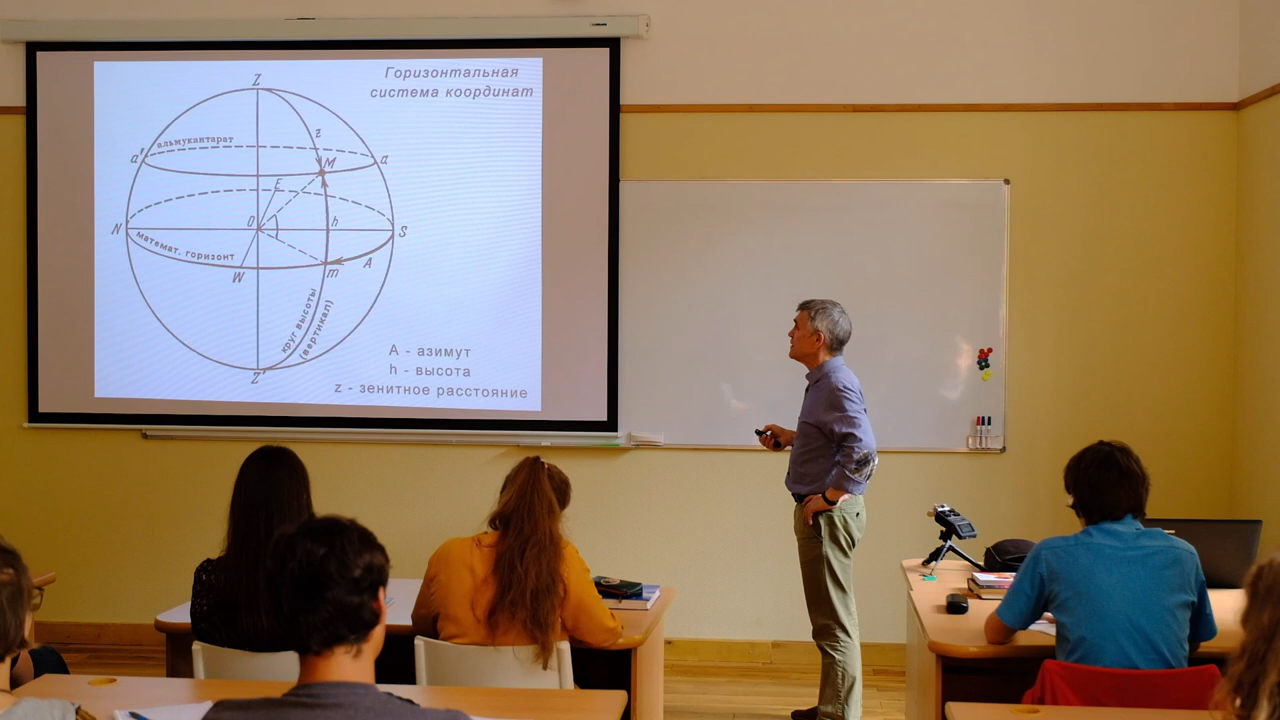 Горизонтальная
система координат
Z
z
альмукантарат
a'
M
a
E
N
O
h
S
математ. горизонт
W
m
A
круг высоты
(вертикал)
Z'
A - азимут
h - высота
z - зенитное расстояние